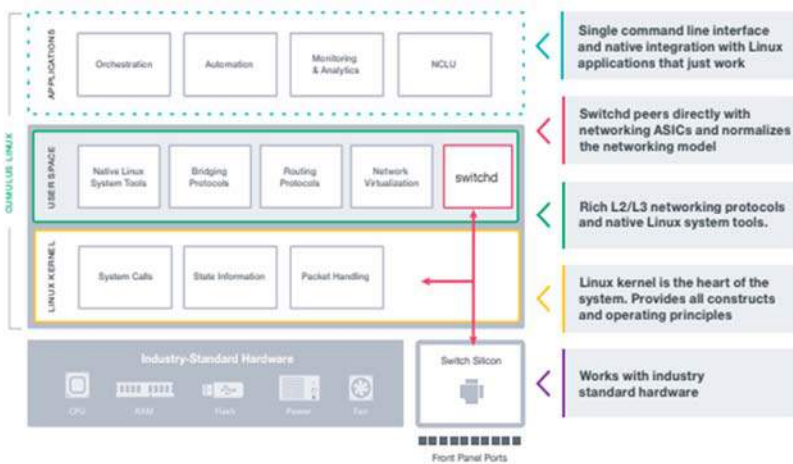 CUMULUS LINUX
APPLICATIONS
Orchestration
Automation
Monitoring
& Analytics
NCLU
USER SPACE
Native Linux
System Tools
Bridging
Protocols
Routing
Protocols
Network
Virtualization
switchd
LINUX KERNEL
System Calls
State Information
Packet Handling
Industry-Standard Hardware
CPU
RAM
Flash
Power
Fan
Switch Silicon
Front Panel Ports
Single command line interface
and native integration with Linux
applications that just work
Switchd peers directly with
networking ASICs and normalizes
the networking model
Rich L2/L3 networking protocols
and native Linux system tools.
Linux kernel is the heart of the
system. Provides all constructs
and operating principles
Works with industry
standard hardware